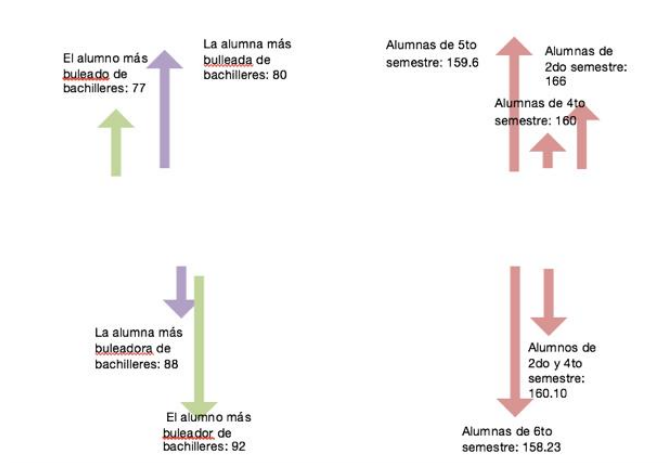 El alumno más
buleado de
bachilleres: 77
La alumna más
bulleada de
bachilleres: 80
Alumnas de 5to
semestre: 159.6
Alumnas de
2do semestre:
166
Alumnas de 4to
semestre: 160
La alumna más
buleadora de
bachilleres: 88
El alumno más
buleador de
bachilleres: 92
Alumnos de
2do y 4to
semestre:
160.10
Alumnas de 6to
semestre: 158.23